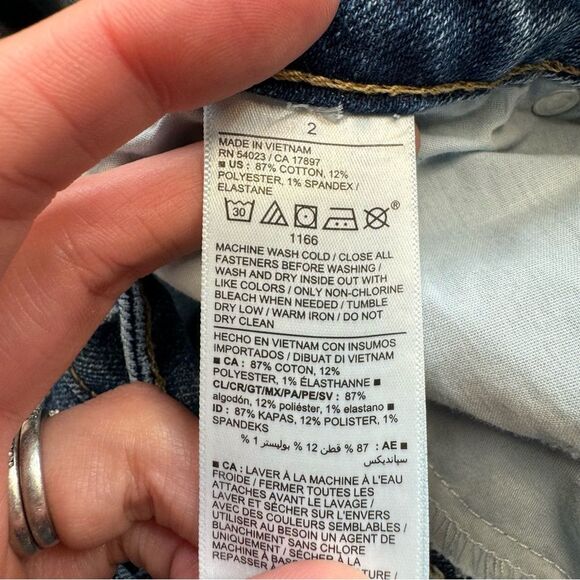 2
MADE IN VIETNAM
RN 54023 / CA 17897
■ US : 87% COTTON, 12%
POLYESTER, 1% SPANDEX /
ELASTANE
30
®
1166
MACHINE WASH COLD / CLOSE ALL
FASTENERS BEFORE WASHING /
WASH AND DRY INSIDE OUT WITH
LIKE COLORS / ONLY NON-CHLORINE
BLEACH WHEN NEEDED / TUMBLE
DRY LOW / WARM IRON / DO NOT
DRY CLEAN
HECHO EN VIETNAM CON INSUMOS
IMPORTADOS / DIBUAT DI VIETNAM
■ CA : 87% COTON, 12%
POLYESTER, 1% ÉLASTHANNE ■
CL/CR/GT/MX/PA/PE/SV : 87%
algodón, 12% poliéster, 1% elastano ■
ID : 87% KAPAS, 12% POLISTER, 1%
SPANDEKS
■ AE : 87 % قطن 12 % بوليستر 1 %
سباندیكس
■ CA : LAVER À LA MACHINE À L'EAU
FROIDE / FERMER TOUTES LES
ATTACHES AVANT LE LAVAGE /
LAVER ET SÉCHER SUR L'ENVERS
AVEC DES COULEURS SEMBLABLES /
UTILISER AU BESOIN UN AGENT DE
BLANCHIMENT SANS CHLORE
UNIQUEMENT / SÉCHER À LA
MACHINE À BASSE
REPASSER